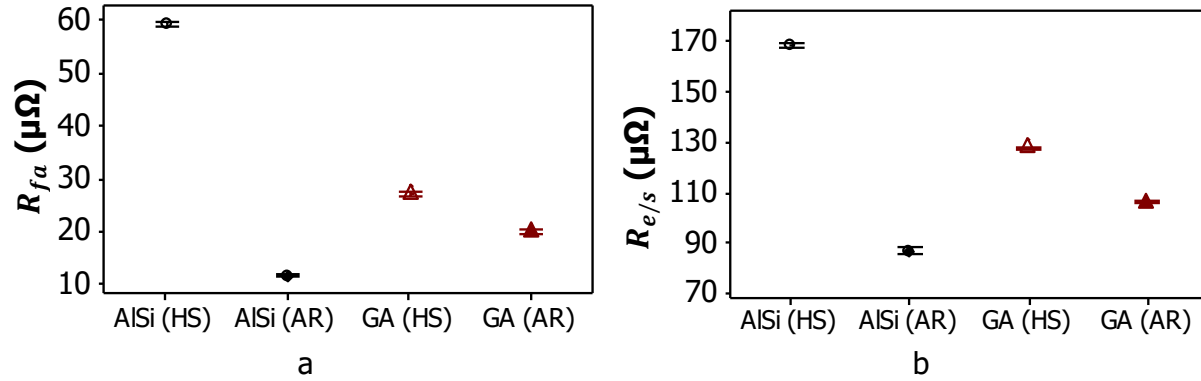 R_fa (μΩ)
60
50
40
30
20
10
AlSi (HS) AlSi (AR) GA (HS) GA (AR)
a
R_e/s (μΩ)
170
150
130
110
90
70
AlSi (HS) AlSi (AR) GA (HS) GA (AR)
b